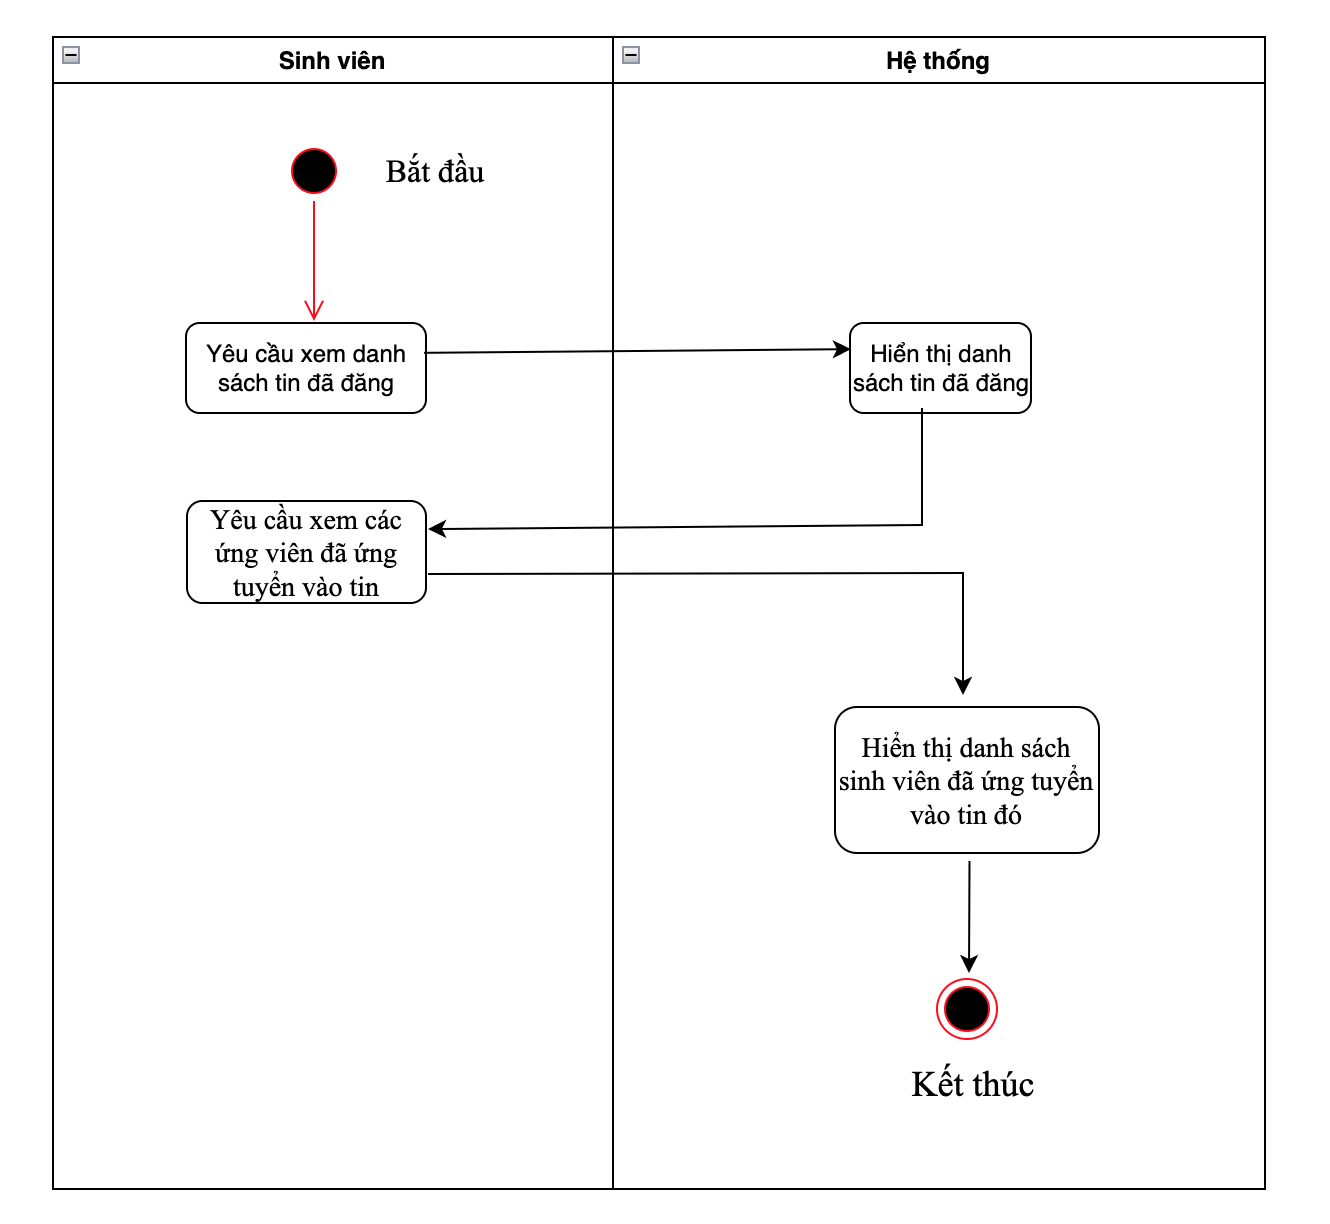 Sinh viên
Hệ thống
Bắt đầu
Yêu cầu xem danh
sách tin đã đăng
Hiển thị danh
sách tin đã đăng
Yêu cầu xem các
ứng viên đã ứng
tuyển vào tin
Hiển thị danh sách
sinh viên đã ứng tuyển
vào tin đó
Kết thúc